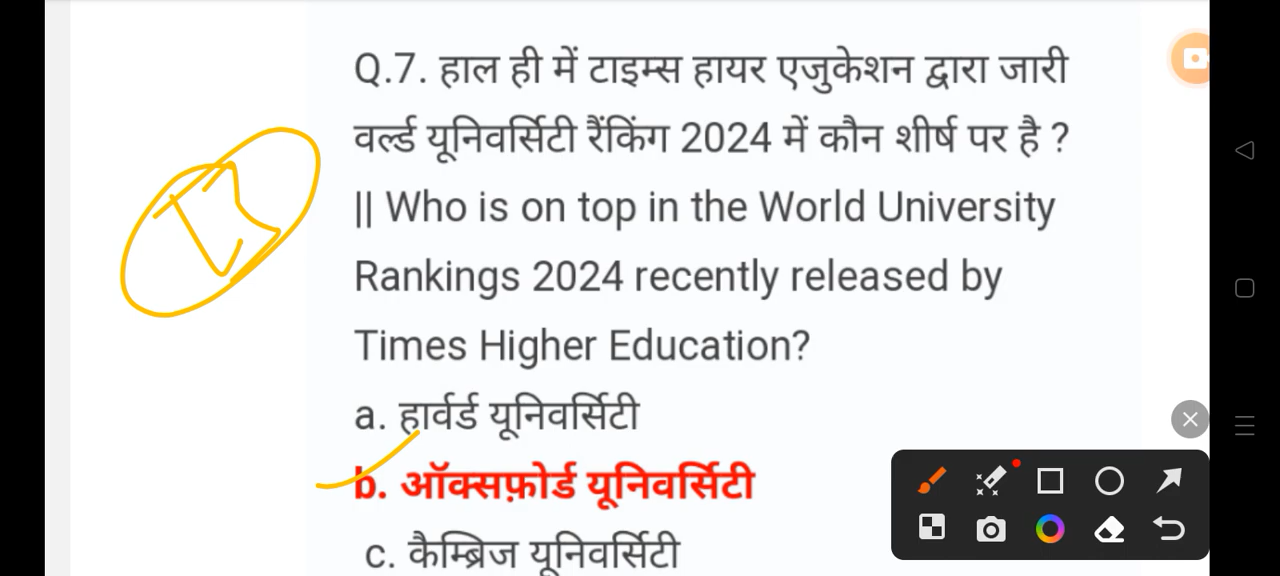 Q.7. हाल ही में टाइम्स हायर एजुकेशन द्वारा जारी
वर्ल्ड यूनिवर्सिटी रैंकिंग 2024 में कौन शीर्ष पर है ?
|| Who is on top in the World University
Rankings 2024 recently released by
Times Higher Education?
a. हार्वर्ड यूनिवर्सिटी
b. ऑक्सफ़ोर्ड यूनिवर्सिटी
c. कैम्ब्रिज यूनिवर्सिटी